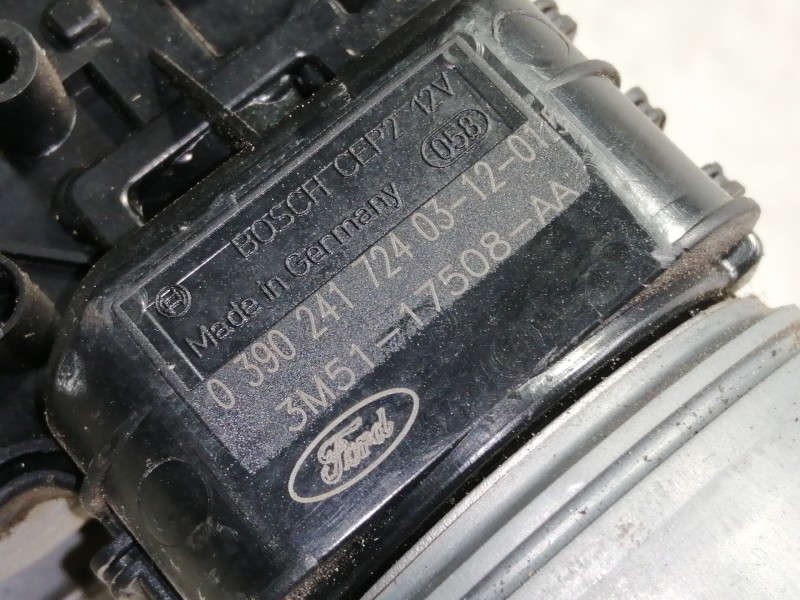 BOSCH CEP2 12V
Made in Germany 058
0 390 241 724 03-12-01
3M51-17508-AA
Ford